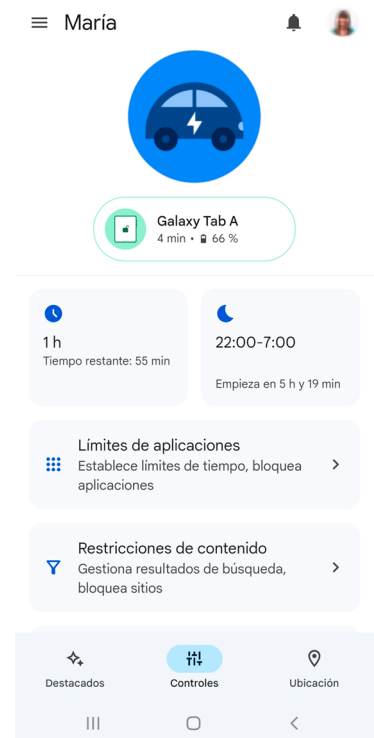 María
Galaxy Tab A
4 min • 66 %
1 h
Tiempo restante: 55 min
22:00-7:00
Empieza en 5 h y 19 min
Límites de aplicaciones
Establece límites de tiempo, bloquea
aplicaciones
Restricciones de contenido
Gestiona resultados de búsqueda,
bloquea sitios
Destacados
Controles
Ubicación